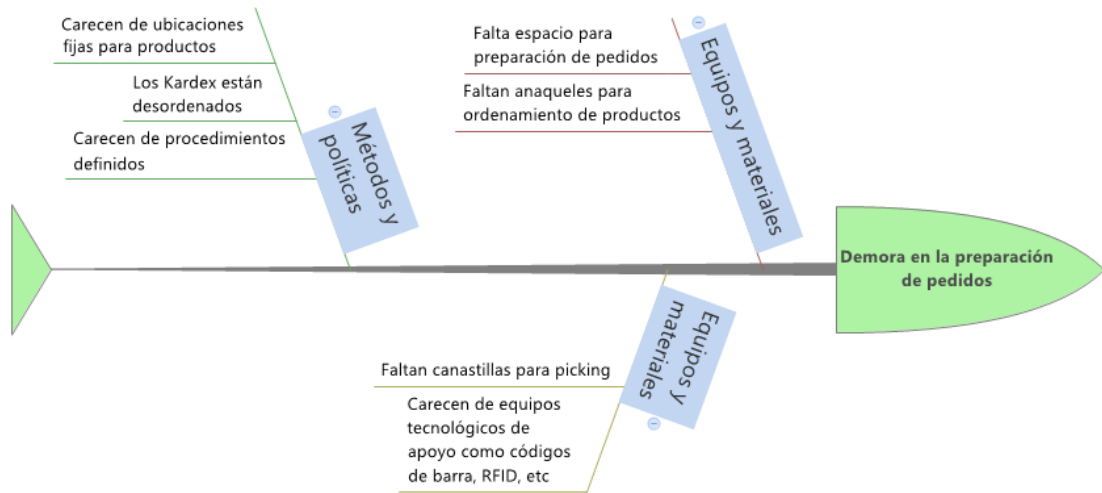 Carecen de ubicaciones
fijas para productos
Los Kardex están
desordenados
Carecen de procedimientos
definidos
Métodos y
políticas
Falta espacio para
preparación de pedidos
Faltan anaqueles para
ordenamiento de productos
Equipos y materiales
Demora en la preparación
de pedidos
Equipos y
materiales
Faltan canastillas para picking
Carecen de equipos
tecnológicos de
apoyo como códigos
de barra, RFID, etc